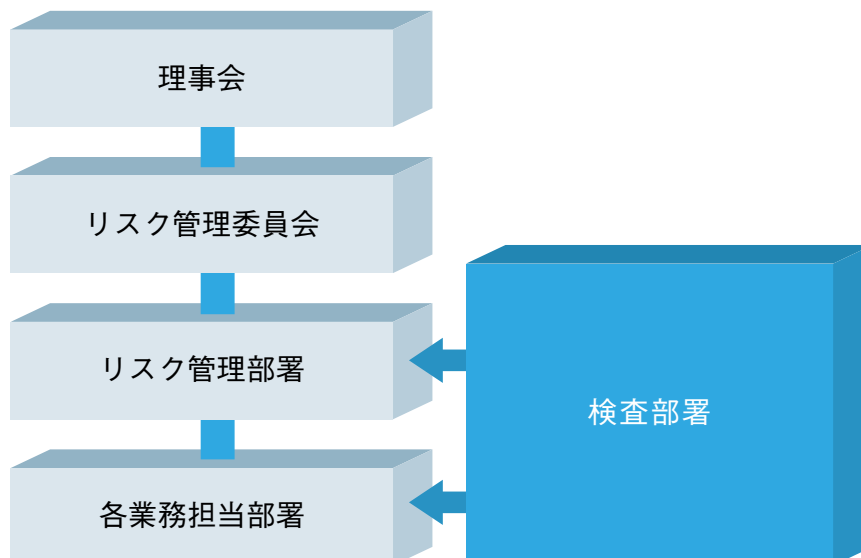 理事会
リスク管理委員会
リスク管理部署
検査部署
各業務担当部署